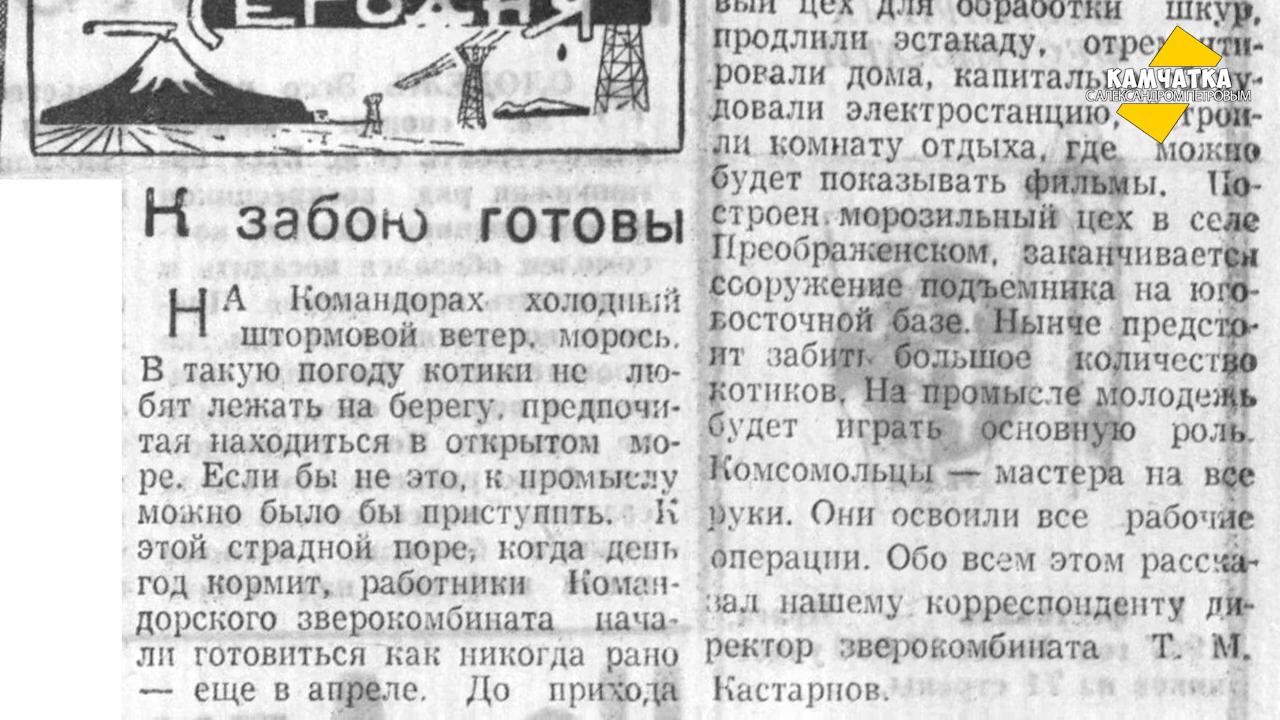 СЕГОДНЯ
К забою готовы
НА Командорах холодный
штормовой ветер, морось.
В такую погоду котики не лю-
бят лежать на берегу, предпочи-
тая находиться в открытом мо-
ре. Если бы не это, к промыслу
можно было бы приступить. К
этой страдной поре, когда день
год кормит, работники Коман-
дорского зверокомбината нача-
ли готовиться как никогда рано
— еще в апреле. До прихода
вый цех для обработки шкур,
продлили эстакаду, отремонти-
ровали дома, капитально
довали электростанцию,
ли комнату отдыха, где можно
будет показывать фильмы. По-
строен морозильный цех в селе
Преображенском, заканчивается
сооружение подъемника на юго-
восточной базе. Нынче предсто-
ит забить большое количество
котиков. На промысле молодежь
будет играть основную роль.
Комсомольцы — мастера на все
руки. Они освоили все рабочие
операции. Обо всем этом расска-
зал нашему корреспонденту ди-
ректор зверокомбината Т. М.
Кастарнов.
КАМЧАТКА
С АЛЕКСАНДРОМ ПЕТРОВЫМ